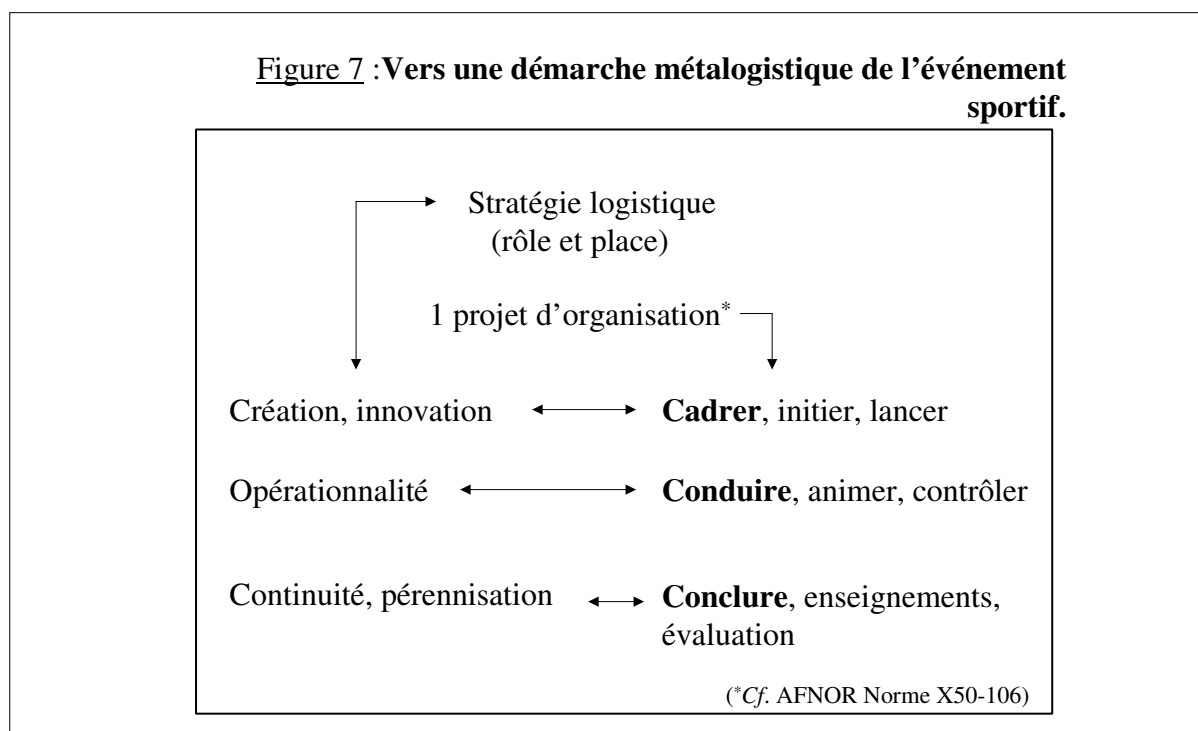 Figure 7 :Vers une démarche métalogistique de l’événement
sportif.
Stratégie logistique
(rôle et place)
1 projet d’organisation*
Création, innovation
Cadrer, initier, lancer
Opérationnalité
Conduire, animer, contrôler
Continuité, pérennisation
Conclure, enseignements,
évaluation
(*Cf. AFNOR Norme X50-106)